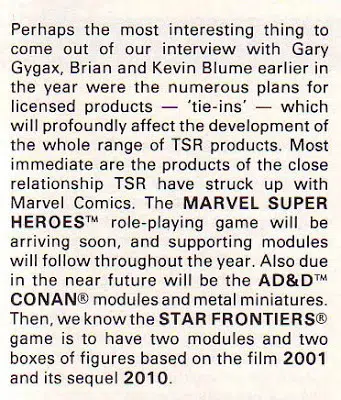 Perhaps the most interesting thing to
come out of our interview with Gary
Gygax, Brian and Kevin Blume earlier in
the year were the numerous plans for
licensed products — ‘tie-ins’ — which
will profoundly affect the development of
the whole range of TSR products. Most
immediate are the products of the close
relationship TSR have struck up with
Marvel Comics. The MARVEL SUPER
HEROES™ role-playing game will be
arriving soon, and supporting modules
will follow throughout the year. Also due
in the near future will be the AD&D™
CONAN® modules and metal miniatures.
Then, we know the STAR FRONTIERS®
game is to have two modules and two
boxes of figures based on the film 2001
and its sequel 2010.